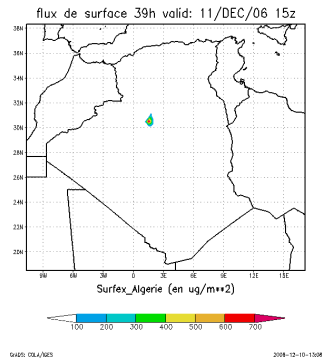 flux de surface 39h valid: 11/DEC/06 15z
38N
36N
34N
32N
30N
28N
26N
24N
22N
20N
9W 6W 3W 0 3E 6E 9E 12E 15E
Surfex_Algerie (en ug/m**2)
100 200 300 400 500 600 700
GrADS: COLA/IGES 2008-12-10-13:08